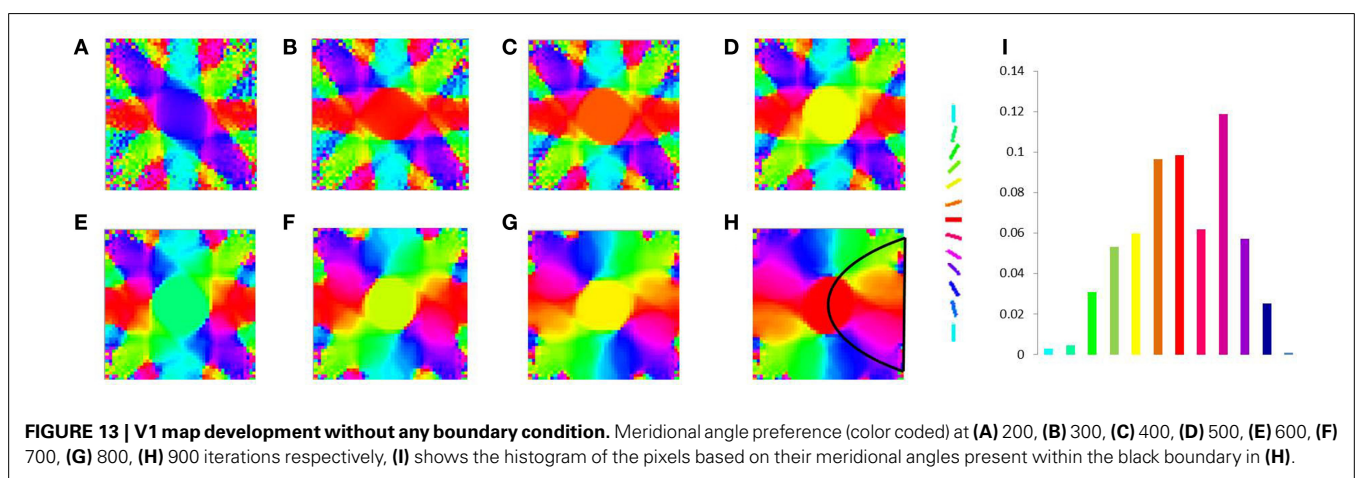 A
B
C
D
I
0.14
0.12
0.1
0.08
0.06
0.04
0.02
0
E
F
G
H
FIGURE 13 | V1 map development without any boundary condition. Meridional angle preference (color coded) at (A) 200, (B) 300, (C) 400, (D) 500, (E) 600, (F)
700, (G) 800, (H) 900 iterations respectively, (I) shows the histogram of the pixels based on their meridional angles present within the black boundary in (H).